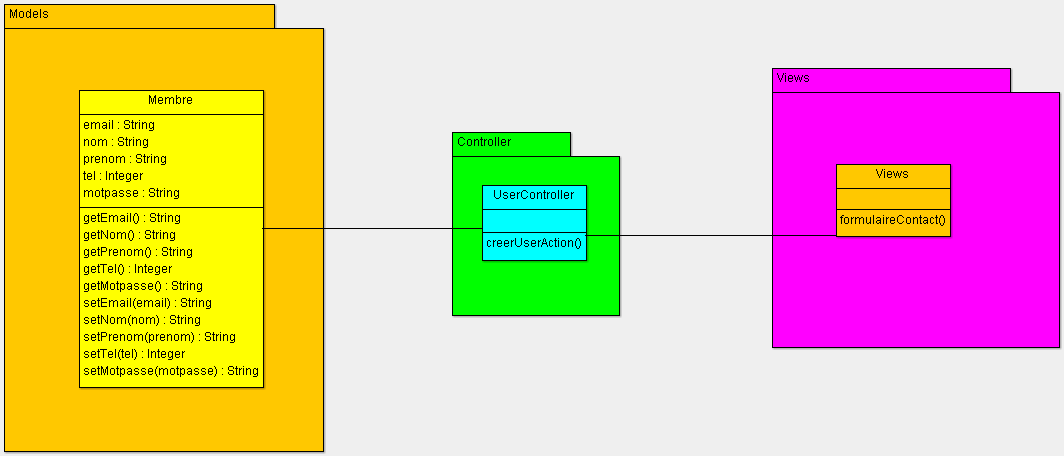 Models
Membre
email : String
nom : String
prenom : String
tel : Integer
motpasse : String
getEmail() : String
getNom() : String
getPrenom() : String
getTel() : Integer
getMotpasse() : String
setEmail(email) : String
setNom(nom) : String
setPrenom(prenom) : String
setTel(tel) : Integer
setMotpasse(motpasse) : String
Controller
UserController
creerUserAction()
Views
Views
formulaireContact()